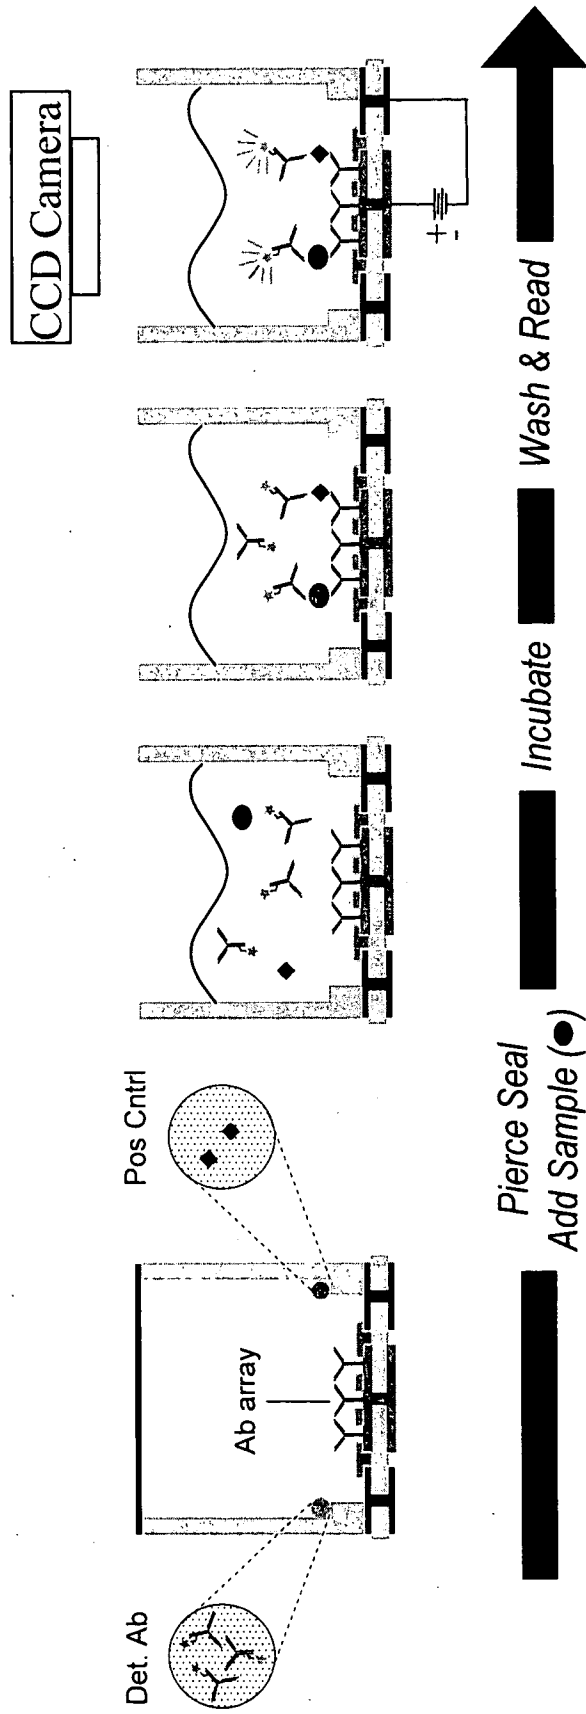 CCD Camera
Det. Ab
Ab array
Pos Cntrl
+
-
Pierce Seal
Add Sample (●)
Incubate
Wash & Read